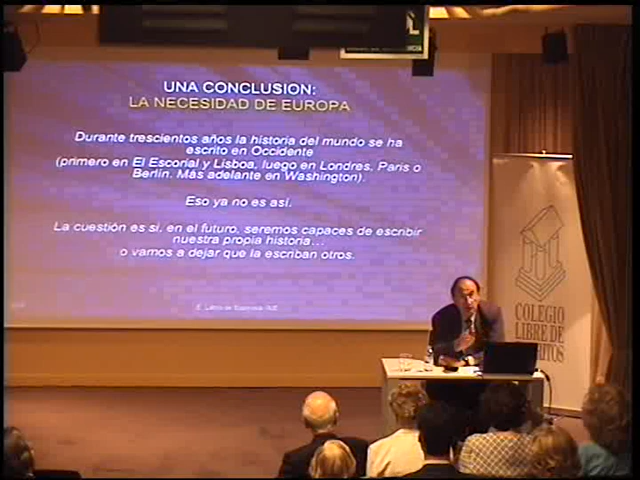 UNA CONCLUSION:
LA NECESIDAD DE EUROPA
Durante trescientos años la historia del mundo se ha
escrito en Occidente
(primero en El Escorial y Lisboa, luego en Londres, Paris o
Berlín. Más adelante en Washington).
Eso ya no es así.
La cuestión es si, en el futuro, seremos capaces de escribir
nuestra propia historia...
o vamos a dejar que la escriban otros.
COLEGIO
LIBRE DE